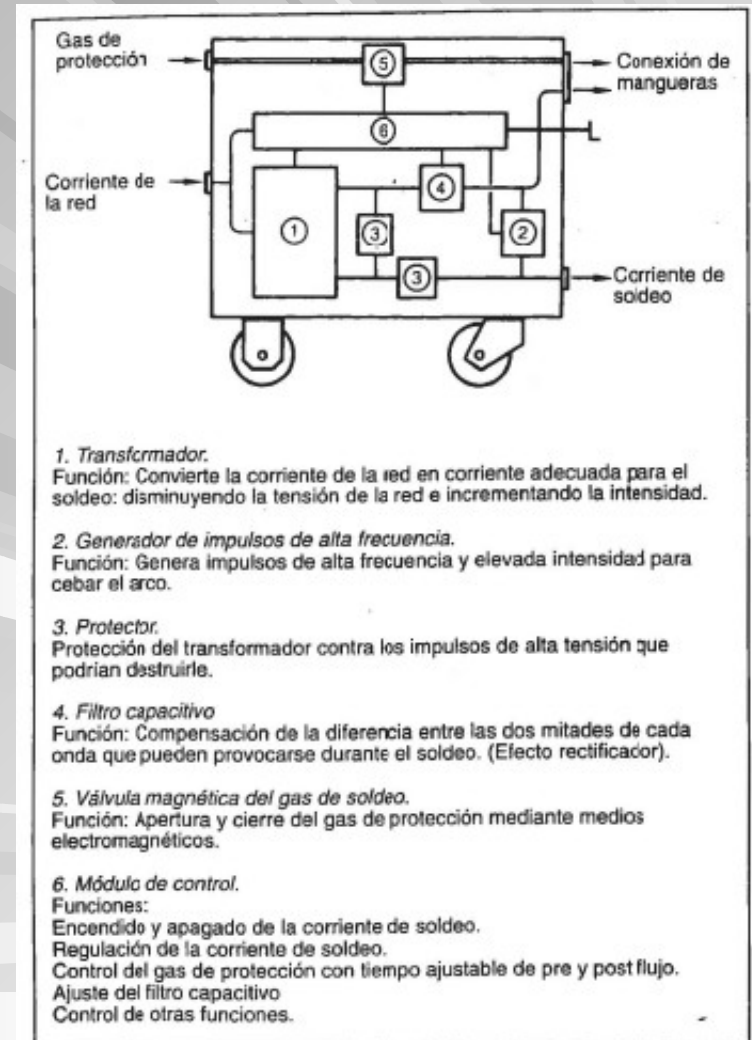 Gas de
protección
Conexión de
mangueras
5
6
Corriente de
la red
4
1
3
2
3
Corriente de
soldeo
1. Transformador.
Función: Convierte la corriente de la red en corriente adecuada para el
soldeo: disminuyendo la tensión de la red e incrementando la intensidad.
2. Generador de impulsos de alta frecuencia.
Función: Genera impulsos de alta frecuencia y elevada intensidad para
cebar el arco.
3. Protector.
Protección del transformador contra los impulsos de alta tensión que
podrian destruirle.
4. Filtro capacitivo
Función: Compensación de la diferencia entre las dos mitades de cada
onda que pueden provocarse durante el soldeo. (Efecto rectificador).
5. Válvula magnética del gas de soldeo.
Función: Apertura y cierre del gas de protección mediante medios
electromagnéticos.
6. Módulo de control.
Funciones:
Encendido y apagado de la corriente de soldeo.
Regulación de la corriente de soldeo.
Control del gas de protección con tiempo ajustable de pre y post flujo.
Ajuste del filtro capacitivo
Control de otras funciones.